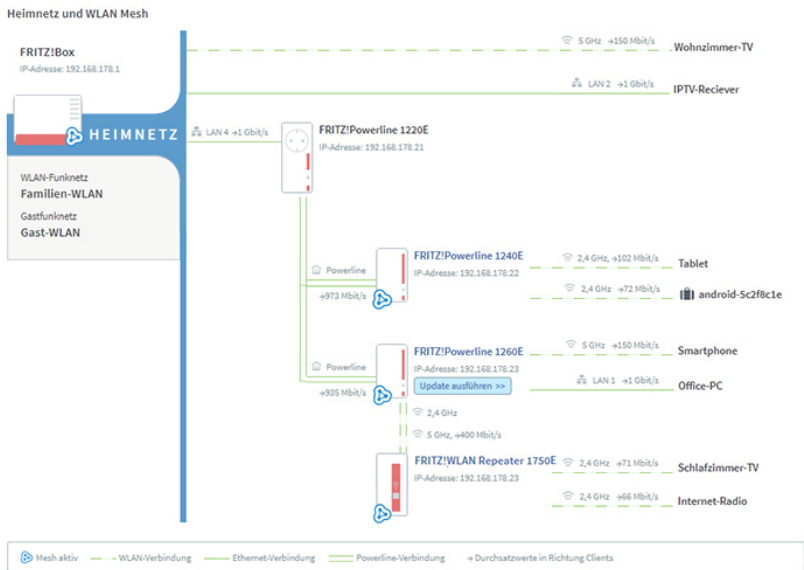 Heimnetz und WLAN Mesh
FRITZ!Box
IP-Adresse: 192.168.178.1
HEIMNETZ
WLAN-Funknetz
Familien-WLAN
Gastfunknetz
Gast-WLAN
5 GHz →150 Mbit/s
Wohnzimmer-TV
LAN 2 →1 Gbit/s
IPTV-Reciever
LAN 4 →1 Gbit/s
FRITZ!Powerline 1220E
IP-Adresse: 192.168.178.21
Powerline
→973 Mbit/s
FRITZ!Powerline 1240E
IP-Adresse: 192.168.178.22
2,4 GHz, →102 Mbit/s
Tablet
2,4 GHz →72 Mbit/s
android-5c2f8c1e
Powerline
→935 Mbit/s
FRITZ!Powerline 1260E
IP-Adresse: 192.168.178.23
Update ausführen >>
5 GHz →150 Mbit/s
Smartphone
LAN 1 →1 Gbit/s
Office-PC
2,4 GHz
5 GHz, →400 Mbit/s
FRITZ!WLAN Repeater 1750E
IP-Adresse: 192.168.178.23
2,4 GHz →71 Mbit/s
Schlafzimmer-TV
2,4 GHz →66 Mbit/s
Internet-Radio
Mesh aktiv
WLAN-Verbindung
Ethernet-Verbindung
Powerline-Verbindung
→ Durchsatzwerte in Richtung Clients